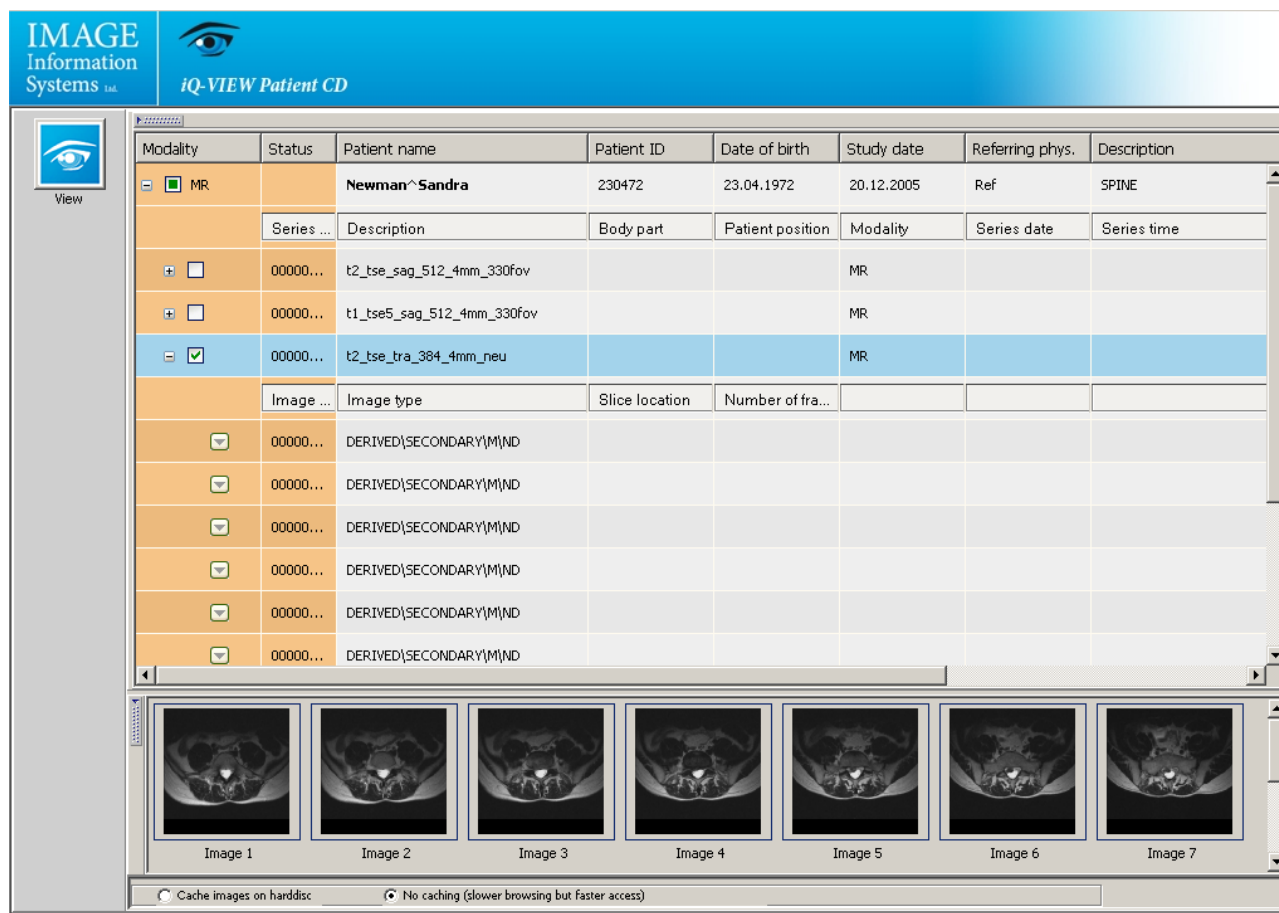 IMAGE
Information
Systems Ltd.
iQ-VIEW Patient CD
View
Modality Status Patient name Patient ID Date of birth Study date Referring phys. Description
MR Newman^Sandra 230472 23.04.1972 20.12.2005 Ref SPINE
Series ... Description Body part Patient position Modality Series date Series time
00000... t2_tse_sag_512_4mm_330fov MR
00000... t1_tse5_sag_512_4mm_330fov MR
00000... t2_tse_tra_384_4mm_neu MR
Image ... Image type Slice location Number of fra...
00000... DERIVED\SECONDARY\M\ND
00000... DERIVED\SECONDARY\M\ND
00000... DERIVED\SECONDARY\M\ND
00000... DERIVED\SECONDARY\M\ND
00000... DERIVED\SECONDARY\M\ND
00000... DERIVED\SECONDARY\M\ND
Image 1 Image 2 Image 3 Image 4 Image 5 Image 6 Image 7
Cache images on harddisc No caching (slower browsing but faster access)